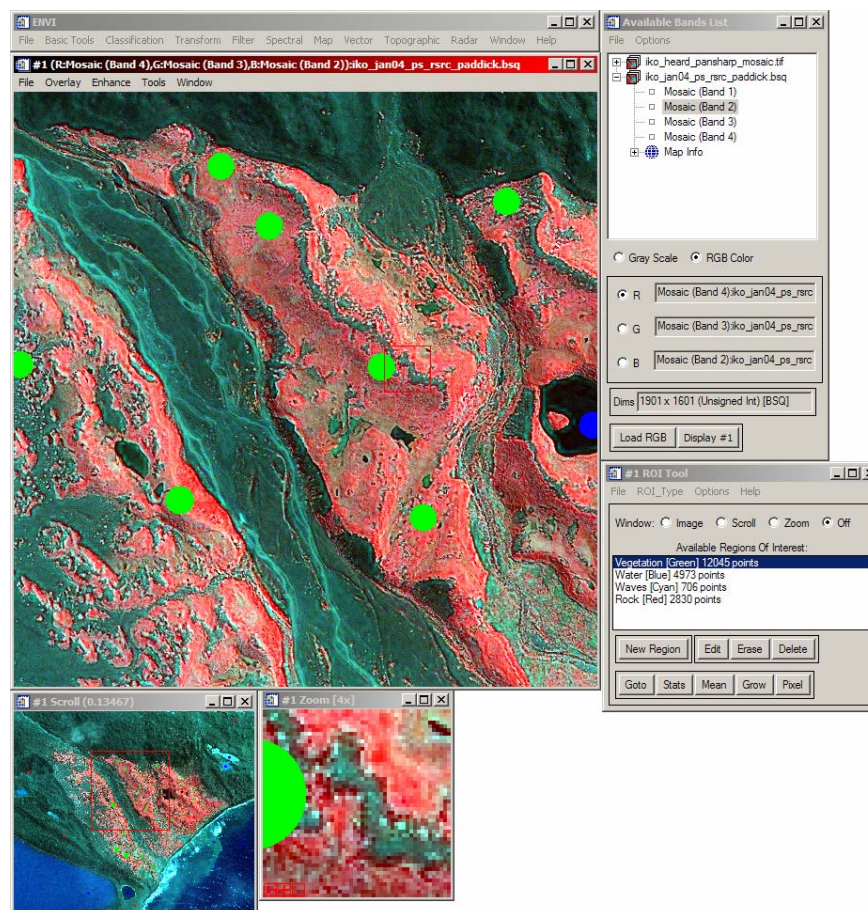 ENVI
File Basic Tools Classification Transform Filter Spectral Map Vector Topographic Radar Window Help
#1 (R:Mosaic (Band 4),G:Mosaic (Band 3),B:Mosaic (Band 2)):iko_jan04_ps_rsrc_paddick.bsq
File Overlay Enhance Tools Window
#1 Scroll (0.13467)
#1 Zoom [4x]
Available Bands List
File Options
iko_heard_pansharp_mosaic.tif
iko_jan04_ps_rsrc_paddick.bsq
Mosaic (Band 1)
Mosaic (Band 2)
Mosaic (Band 3)
Mosaic (Band 4)
Map Info
Gray Scale RGB Color
R Mosaic (Band 4):iko_jan04_ps_rsrc
G Mosaic (Band 3):iko_jan04_ps_rsrc
B Mosaic (Band 2):iko_jan04_ps_rsrc
Dims 1901 x 1601 (Unsigned Int) [BSQ]
Load RGB Display #1
#1 ROI Tool
File ROI_Type Options Help
Window: Image Scroll Zoom Off
Available Regions Of Interest:
Vegetation [Green] 12045 points
Water [Blue] 4973 points
Waves [Cyan] 706 points
Rock [Red] 2830 points
New Region Edit Erase Delete
Goto Stats Mean Grow Pixel